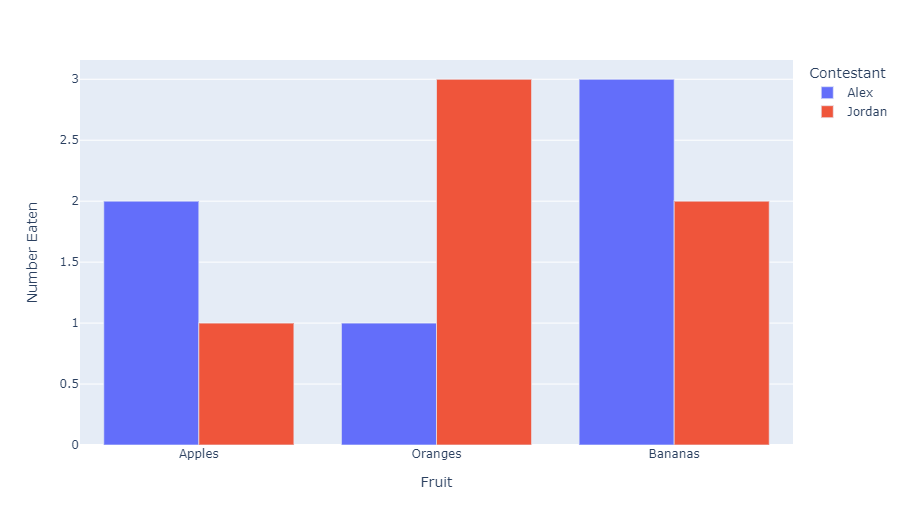 Contestant
Alex
Jordan
3
2.5
2
1.5
1
0.5
0
Number Eaten
Apples Oranges Bananas
Fruit